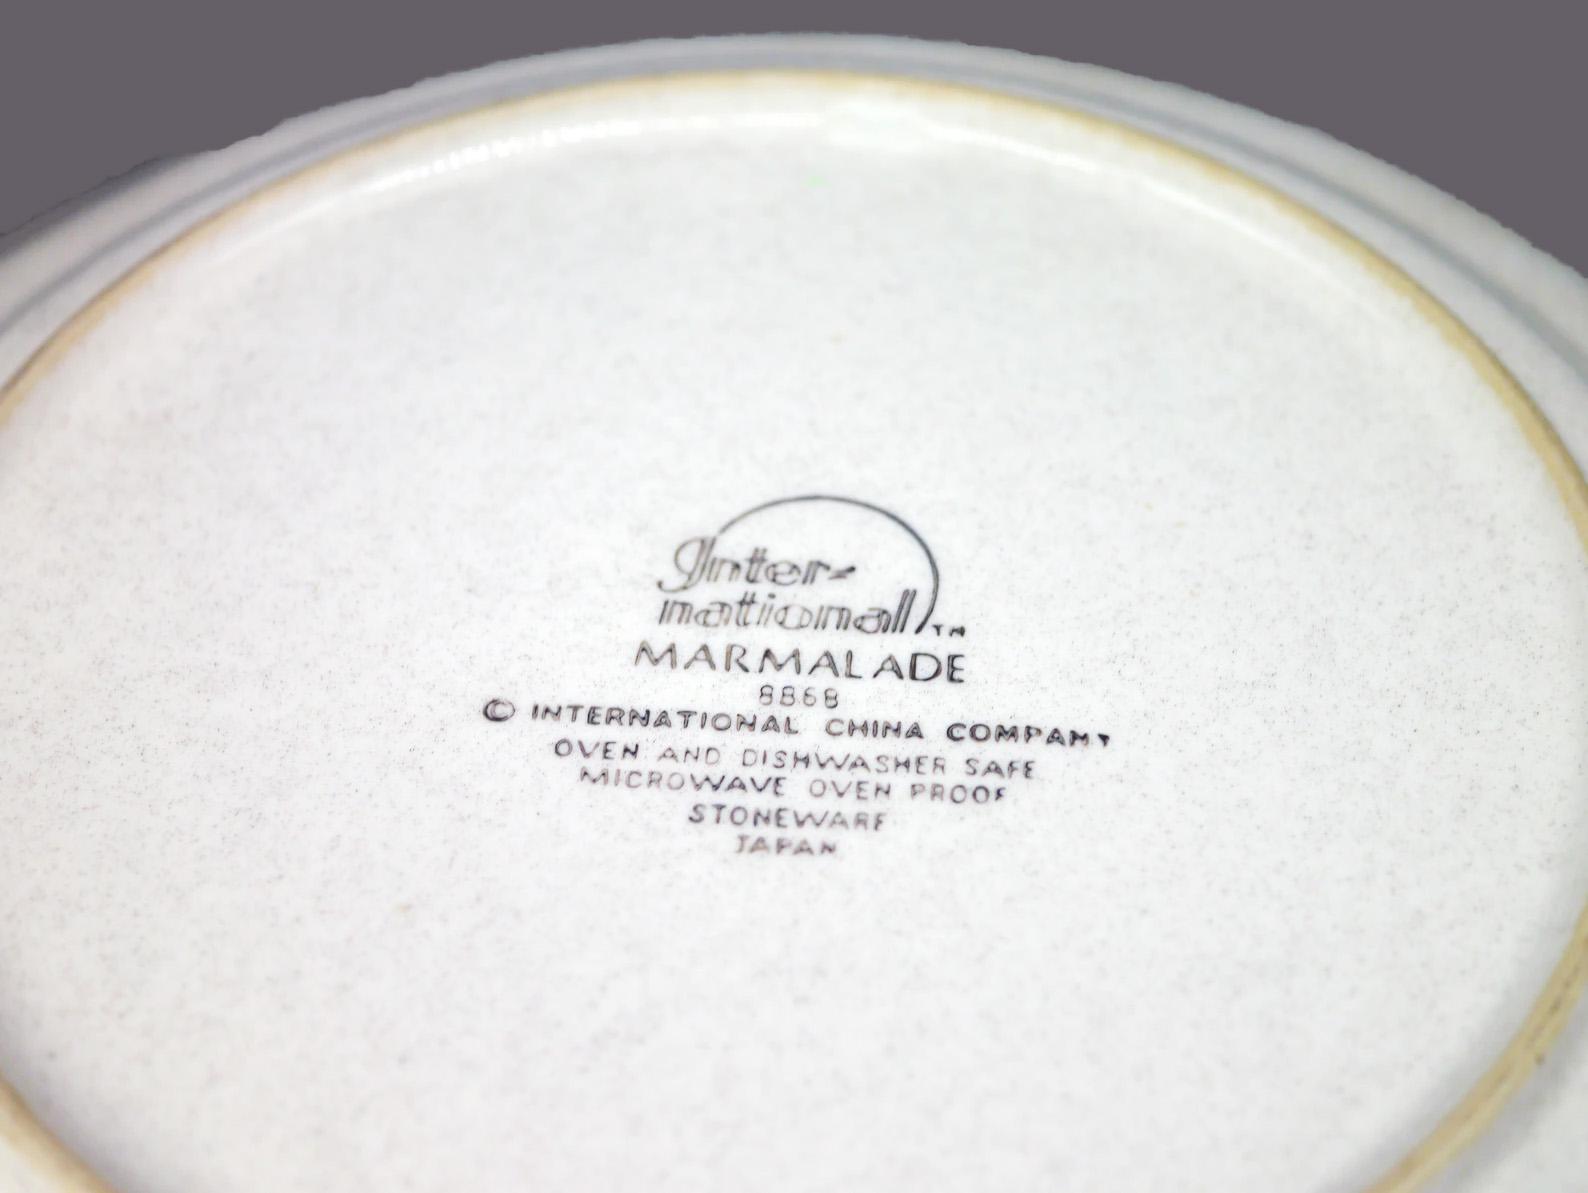 Inter-
national TM
MARMALADE
8868
© INTERNATIONAL CHINA COMPANY
OVEN AND DISHWASHER SAFE
MICROWAVE OVEN PROOF
STONEWARE
JAPAN